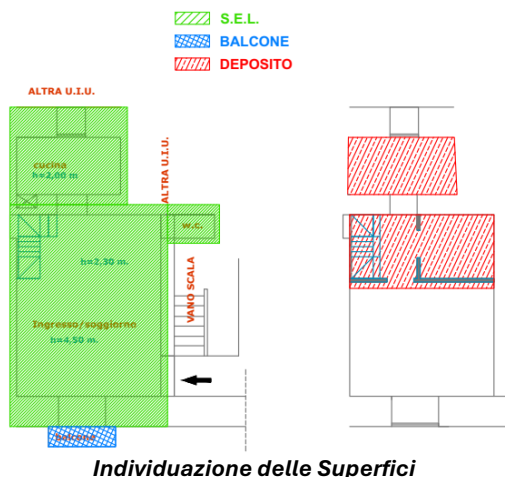 S.E.L.
BALCONE
DEPOSITO
ALTRA U.I.U.
ALTRA U.I.U.
cucina
h=2,00 m
w.c.
h=2,30 m.
VANO SCALA
Ingresso/soggiorno
h=4,50 m.
balcone
Individuazione delle Superfici